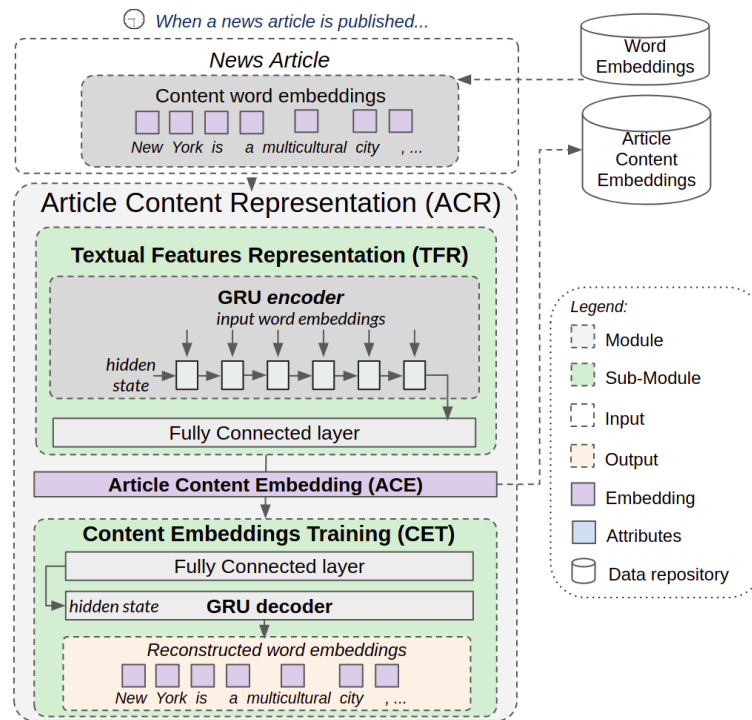 When a news article is published...
News Article
Content word embeddings
New York is a multicultural city , ...
Word
Embeddings
Article
Content
Embeddings
Article Content Representation (ACR)
Textual Features Representation (TFR)
GRU encoder
input word embeddings
hidden
state
Fully Connected layer
Article Content Embedding (ACE)
Content Embeddings Training (CET)
Fully Connected layer
hidden state
GRU decoder
Reconstructed word embeddings
New York is a multicultural city , ...
Legend:
Module
Sub-Module
Input
Output
Embedding
Attributes
Data repository